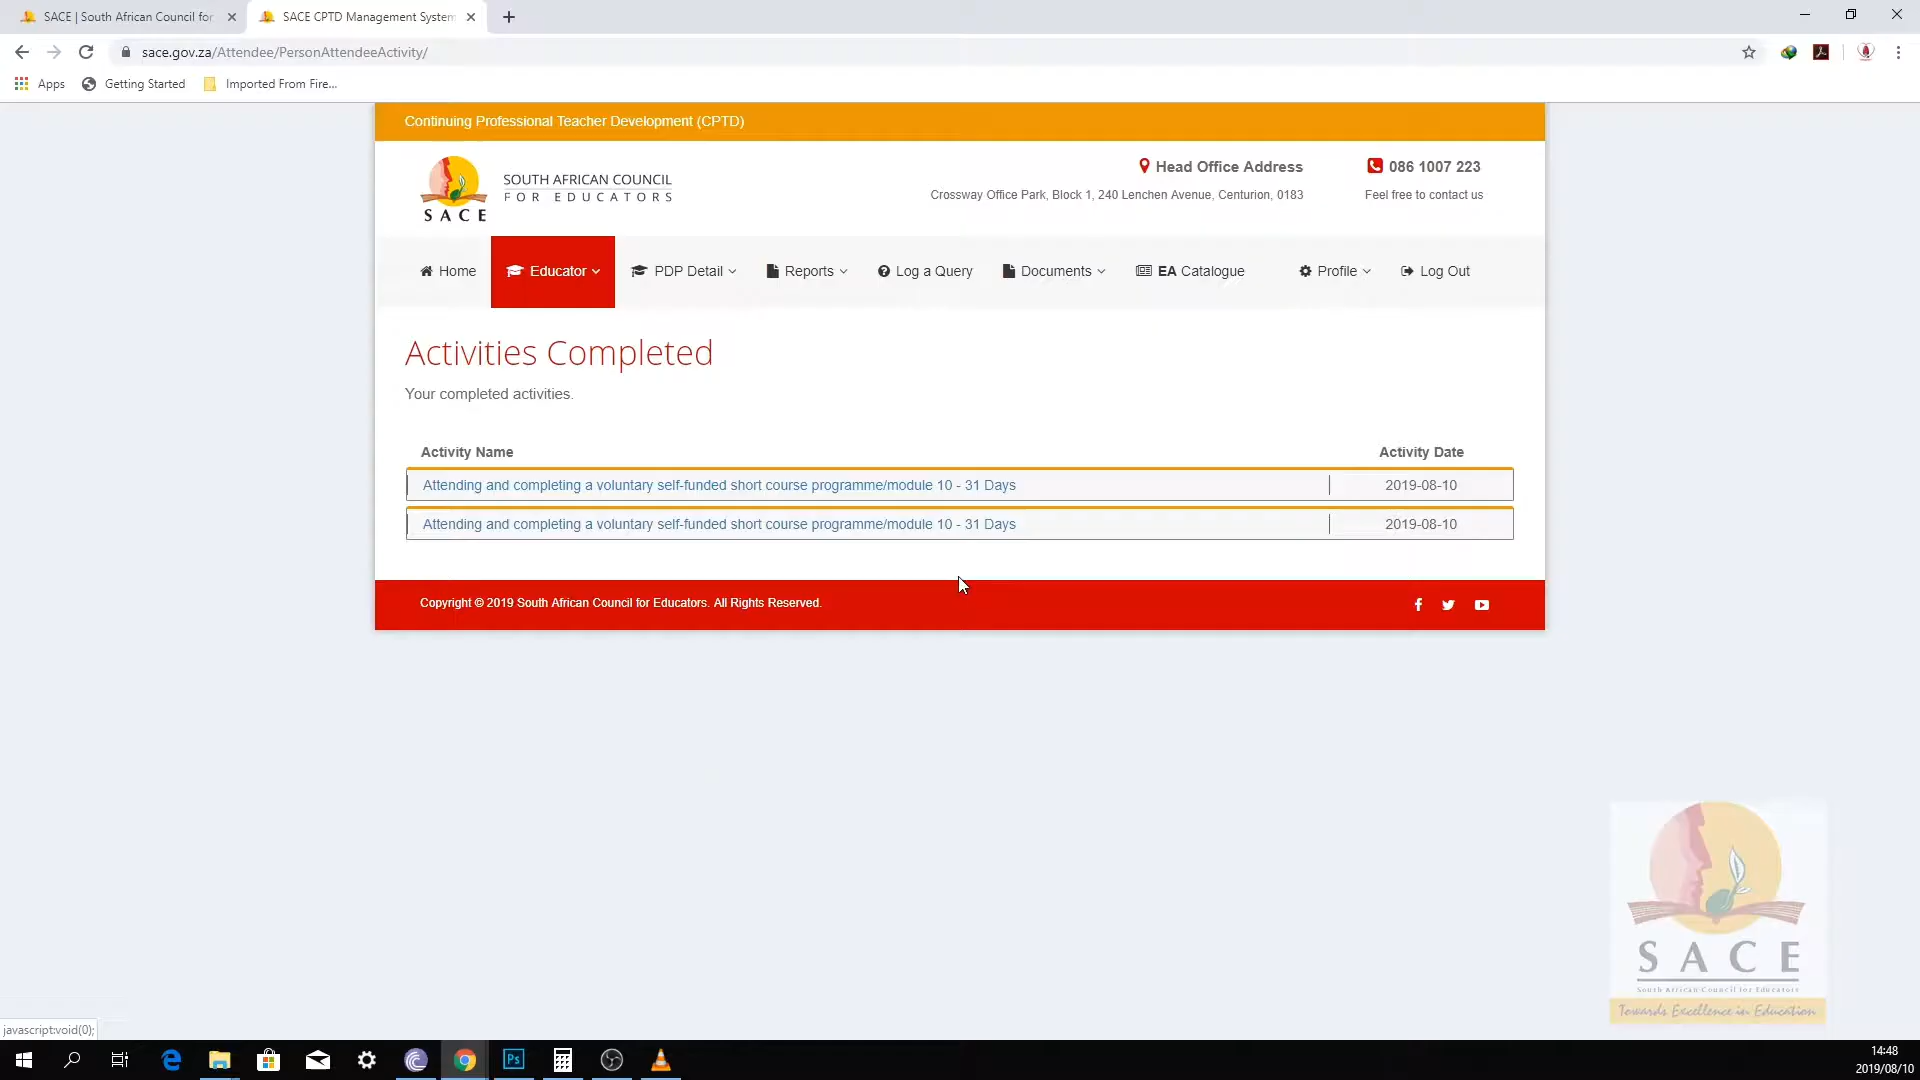 SACE | South African Council for
SACE CPTD Management System
sace.gov.za/Attendee/PersonAttendeeActivity/
Apps
Getting Started
Imported From Fire...
Continuing Professional Teacher Development (CPTD)
SACE
SOUTH AFRICAN COUNCIL
FOR EDUCATORS
Head Office Address
Crossway Office Park, Block 1, 240 Lenchen Avenue, Centurion, 0183
086 1007 223
Feel free to contact us
Home
Educator
PDP Detail
Reports
Log a Query
Documents
EA Catalogue
Profile
Log Out
Activities Completed
Your completed activities.
Activity Name
Activity Date
Attending and completing a voluntary self-funded short course programme/module 10 - 31 Days
2019-08-10
Attending and completing a voluntary self-funded short course programme/module 10 - 31 Days
2019-08-10
Copyright © 2019 South African Council for Educators. All Rights Reserved.
SACE
South African Council for Educators
Towards Excellence in Education
javascript:void(0);
Ps
14:48
2019/08/10